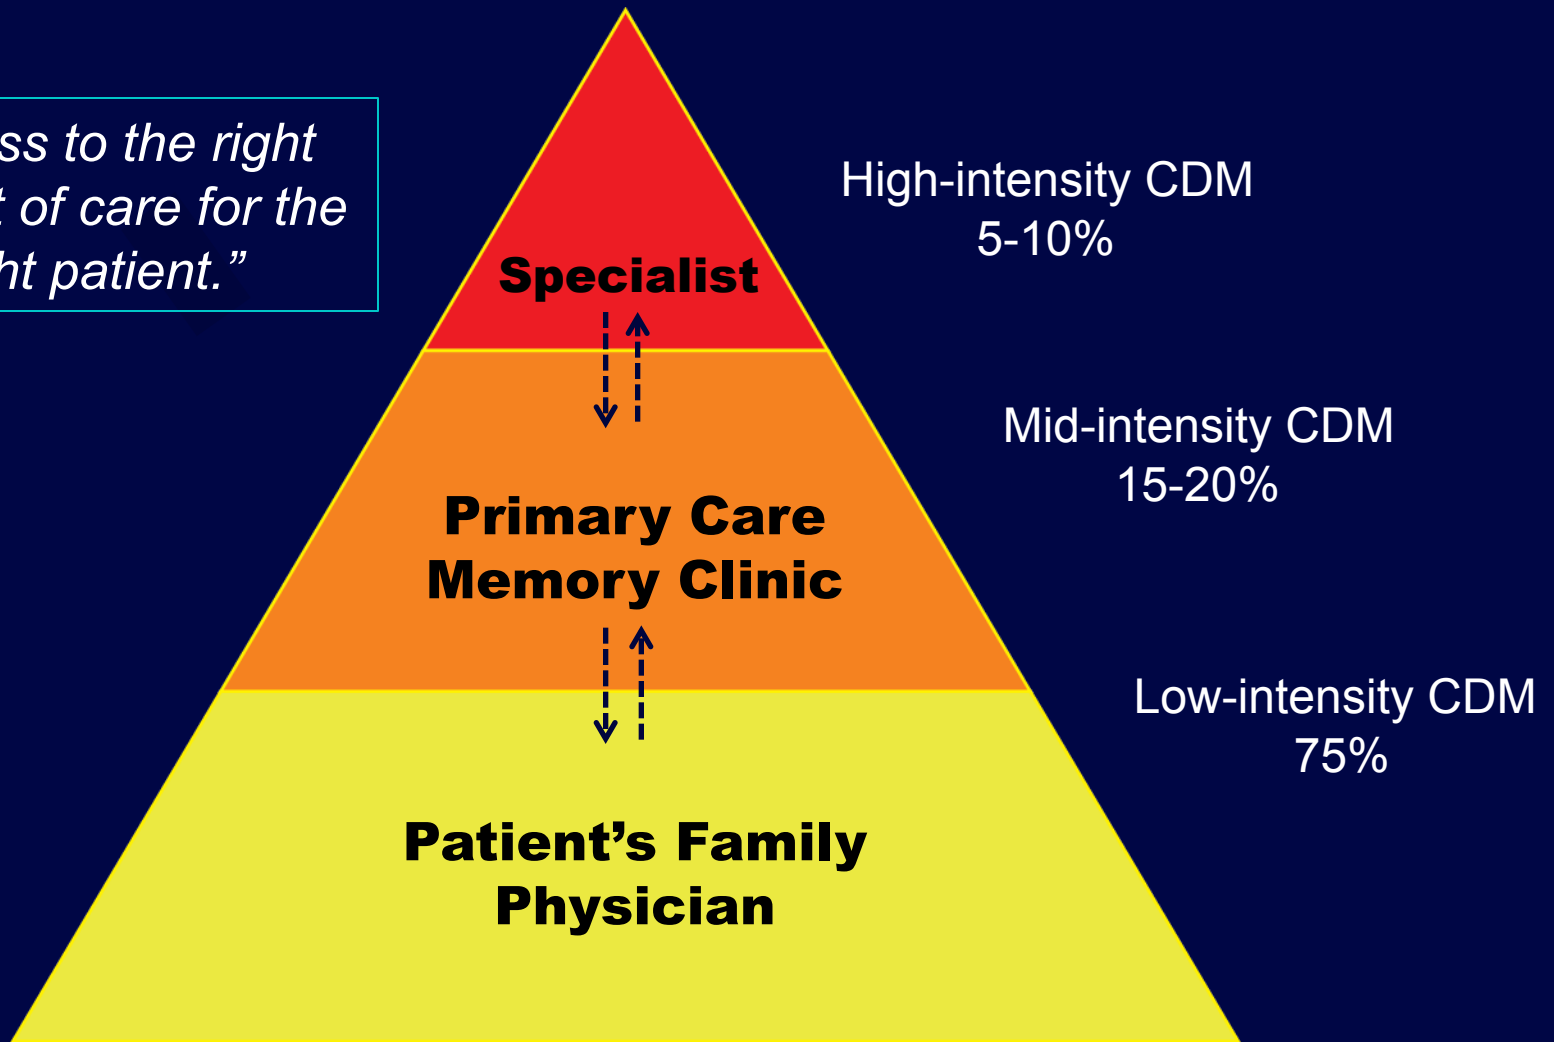 ss to the right
t of care for the
ht patient.”
High-intensity CDM
5-10%
Specialist
Mid-intensity CDM
15-20%
Primary Care
Memory Clinic
Low-intensity CDM
75%
Patient’s Family
Physician